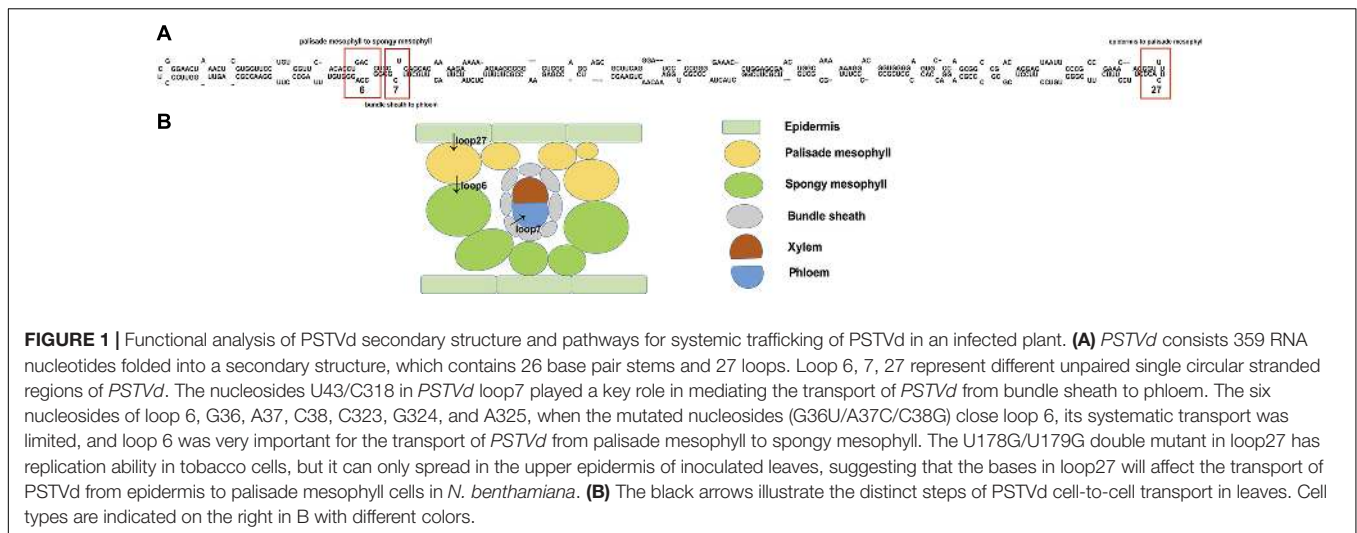 A
palisade mesophyll to spongy mesophyll
epidermis to palisade mesophyl
6
7
27
bundle sheath to phloem
B
loop27
loop6
loop7
Epidermis
Palisade mesophyll
Spongy mesophyll
Bundle sheath
Xylem
Phloem
FIGURE 1 | Functional analysis of PSTVd secondary structure and pathways for systemic trafficking of PSTVd in an infected plant. (A) PSTVd consists 359 RNA
nucleotides folded into a secondary structure, which contains 26 base pair stems and 27 loops. Loop 6, 7, 27 represent different unpaired single circular stranded
regions of PSTVd. The nucleosides U43/C318 in PSTVd loop7 played a key role in mediating the transport of PSTVd from bundle sheath to phloem. The six
nucleosides of loop 6, G36, A37, C38, C323, G324, and A325, when the mutated nucleosides (G36U/A37C/C38G) close loop 6, its systematic transport was
limited, and loop 6 was very important for the transport of PSTVd from palisade mesophyll to spongy mesophyll. The U178G/U179G double mutant in loop27 has
replication ability in tobacco cells, but it can only spread in the upper epidermis of inoculated leaves, suggesting that the bases in loop27 will affect the transport of
PSTVd from epidermis to palisade mesophyll cells in N. benthamiana. (B) The black arrows illustrate the distinct steps of PSTVd cell-to-cell transport in leaves. Cell
types are indicated on the right in B with different colors.